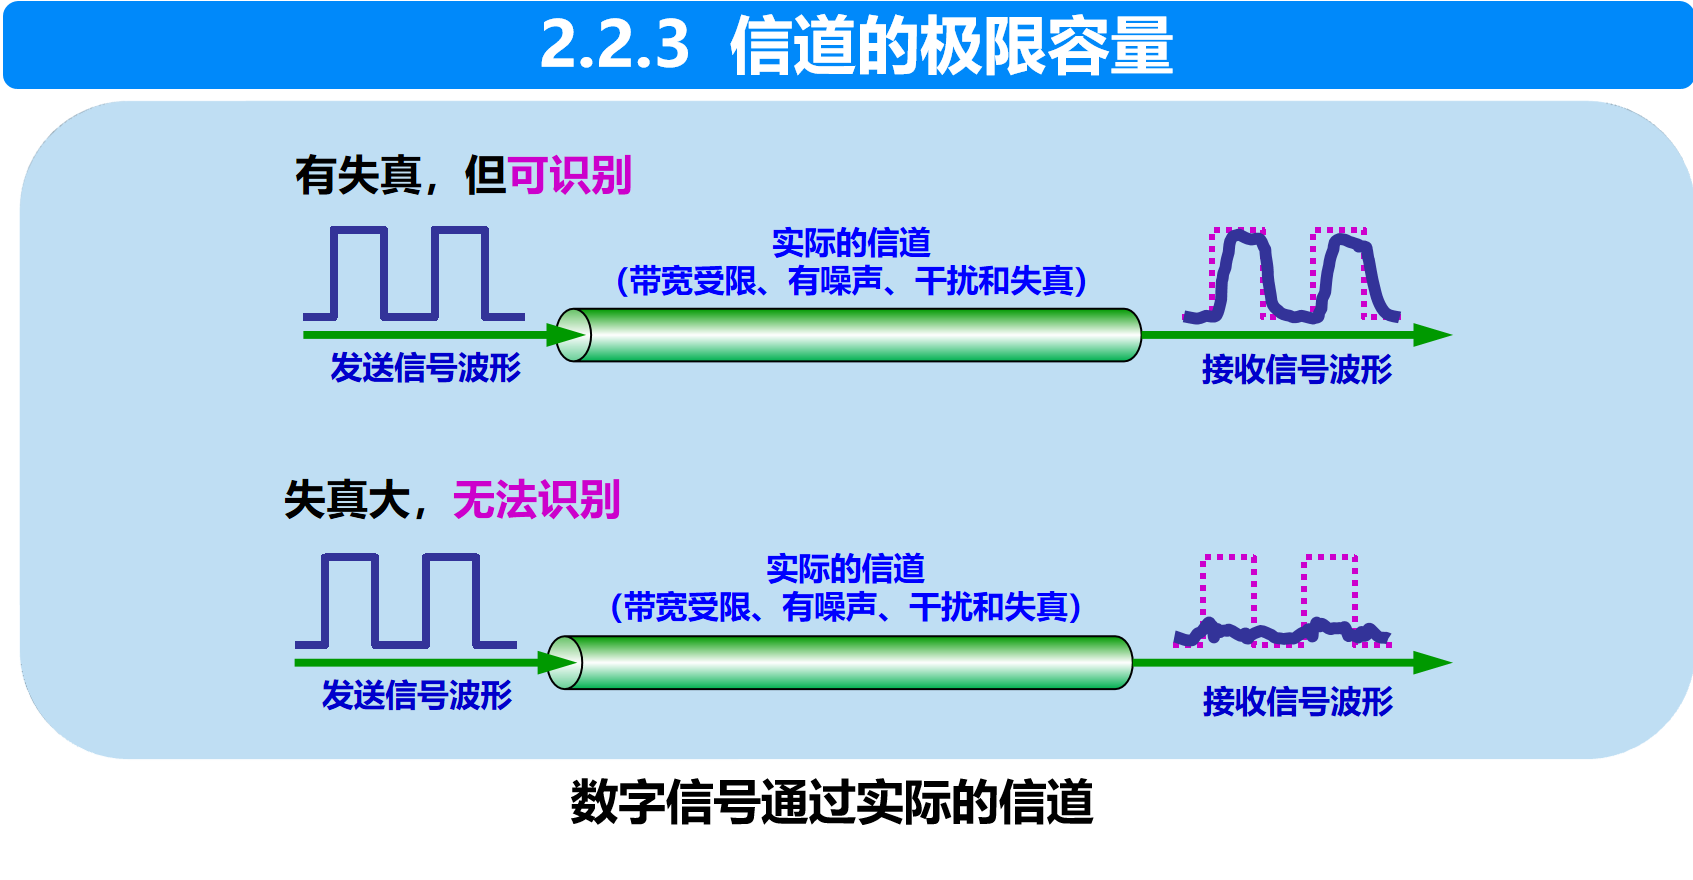 2.2.3 信道的极限容量
有失真，但可识别
实际的信道
（带宽受限、有噪声、干扰和失真）
发送信号波形
接收信号波形
失真大，无法识别
实际的信道
（带宽受限、有噪声、干扰和失真）
发送信号波形
接收信号波形
数字信号通过实际的信道